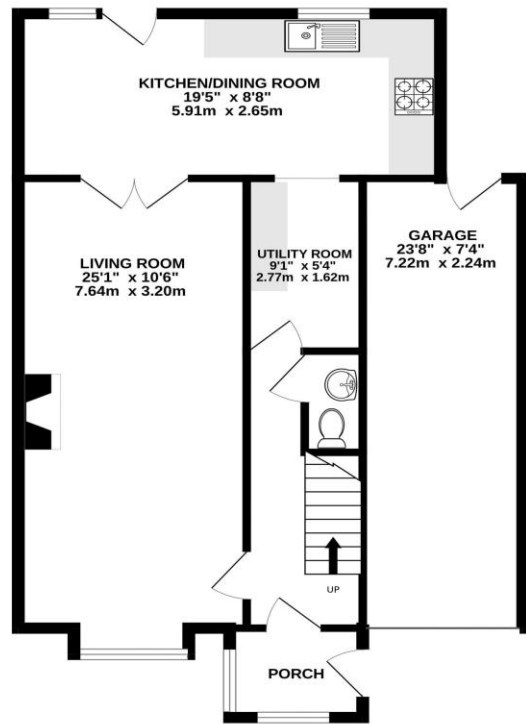 KITCHEN/DINING ROOM
19'5" x 8'8"
5.91m x 2.65m
LIVING ROOM
25'1" x 10'6"
7.64m x 3.20m
UTILITY ROOM
9'1" x 5'4"
2.77m x 1.62m
GARAGE
23'8" x 7'4"
7.22m x 2.24m
UP
PORCH